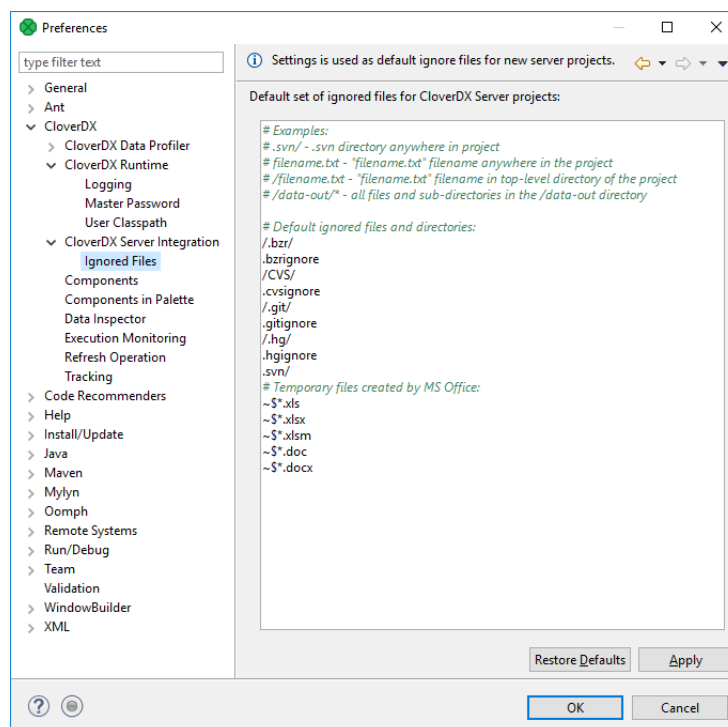 Preferences
type filter text
General
Ant
CloverDX
CloverDX Data Profiler
CloverDX Runtime
Logging
Master Password
User Classpath
CloverDX Server Integration
Ignored Files
Components
Components in Palette
Data Inspector
Execution Monitoring
Refresh Operation
Tracking
Code Recommenders
Help
Install/Update
Java
Maven
Mylyn
Oomph
Remote Systems
Run/Debug
Team
Validation
WindowBuilder
XML
Settings is used as default ignore files for new server projects.
Default set of ignored files for CloverDX Server projects:
# Examples:
# .svn/ - .svn directory anywhere in project
# filename.txt - "filename.txt" filename anywhere in the project
# /filename.txt - "filename.txt" filename in top-level directory of the project
# /data-out/* - all files and sub-directories in the /data-out directory
# Default ignored files and directories:
/.bzr/
.bzrignore
/CVS/
.cvsignore
/.git/
.gitignore
/.hg/
.hgignore
.svn/
# Temporary files created by MS Office:
~$*.xls
~$*.xlsx
~$*.xlsm
~$*.doc
~$*.docx
Restore Defaults
Apply
OK
Cancel